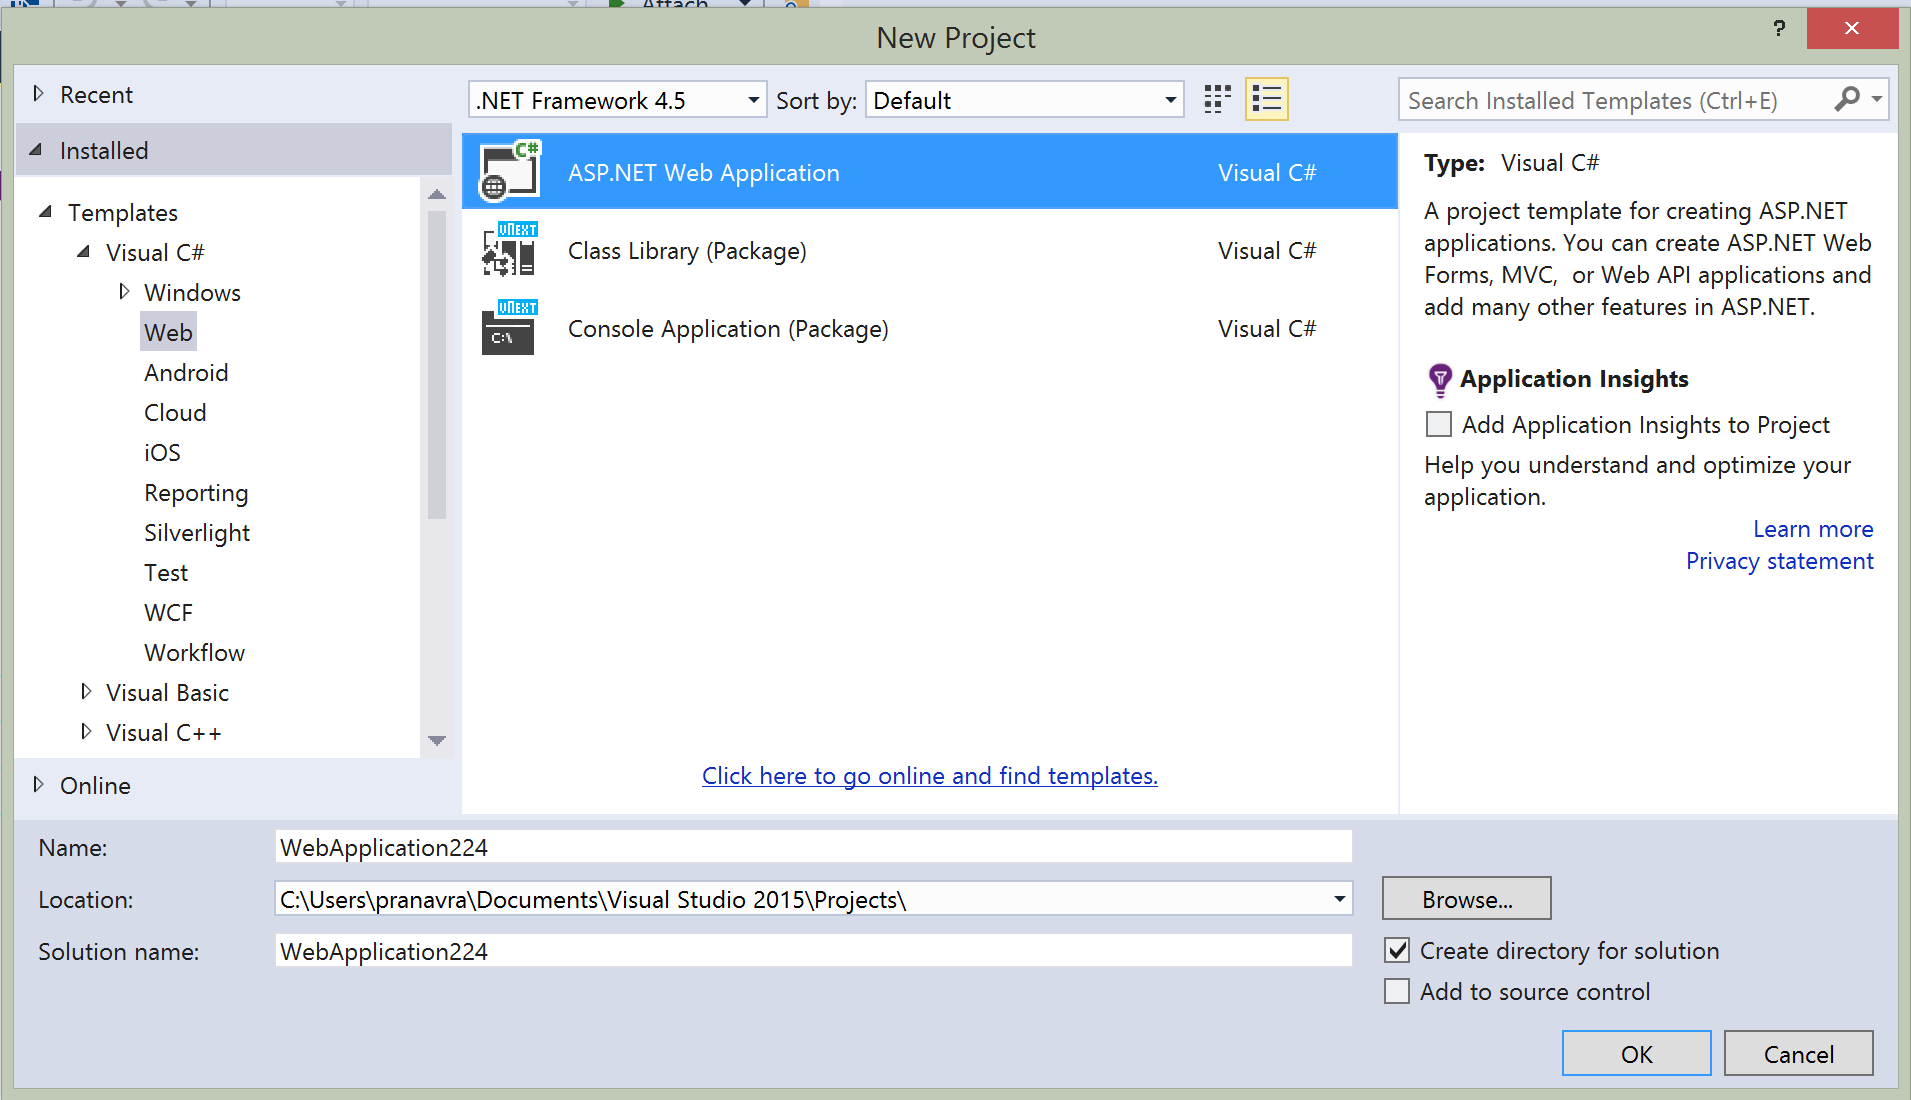 Attach
New Project
?
Recent
.NET Framework 4.5
Sort by:
Default
Search Installed Templates (Ctrl+E)
Installed
Templates
Visual C#
Windows
Web
Android
Cloud
iOS
Reporting
Silverlight
Test
WCF
Workflow
Visual Basic
Visual C++
Online
C#
ASP.NET Web Application
Visual C#
vNEXT
Class Library (Package)
Visual C#
vNEXT
C:\
Console Application (Package)
Visual C#
Click here to go online and find templates.
Type: Visual C#
A project template for creating ASP.NET
applications. You can create ASP.NET Web
Forms, MVC,  or Web API applications and
add many other features in ASP.NET.
Application Insights
Add Application Insights to Project
Help you understand and optimize your
application.
Learn more
Privacy statement
Name:
WebApplication224
Location:
C:\Users\pranavra\Documents\Visual Studio 2015\Projects\
Browse...
Solution name:
WebApplication224
Create directory for solution
Add to source control
OK
Cancel